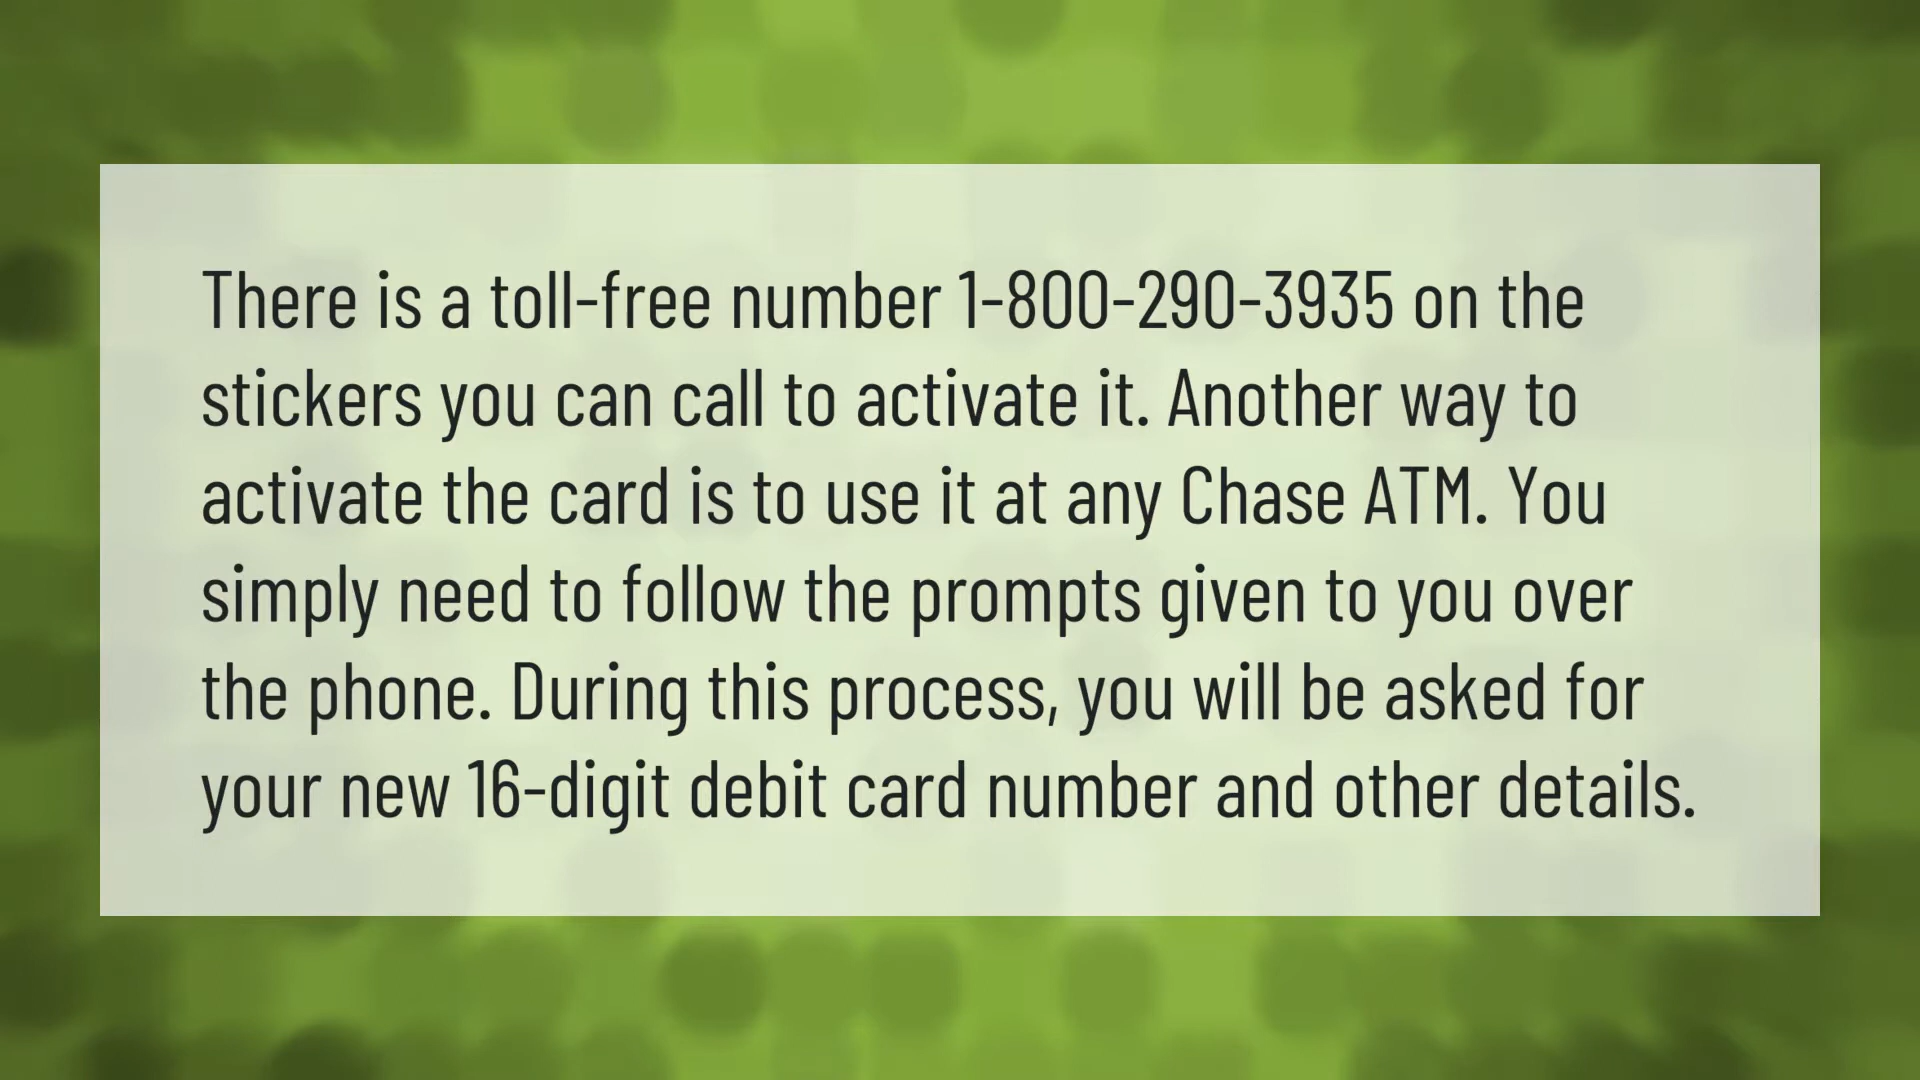 There is a toll-free number 1-800-290-3935 on the
stickers you can call to activate it. Another way to
activate the card is to use it at any Chase ATM. You
simply need to follow the prompts given to you over
the phone. During this process, you will be asked for
your new 16-digit debit card number and other details.